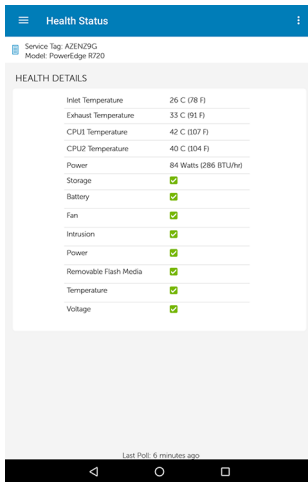 Health Status
Service Tag: AZENZ9G
Model: PowerEdge R720
HEALTH DETAILS
Inlet Temperature 26 C (78 F)
Exhaust Temperature 33 C (91 F)
CPU1 Temperature 42 C (107 F)
CPU2 Temperature 40 C (104 F)
Power 84 Watts (286 BTU/hr)
Storage
Battery
Fan
Intrusion
Power
Removable Flash Media
Temperature
Voltage
Last Poll: 6 minutes ago